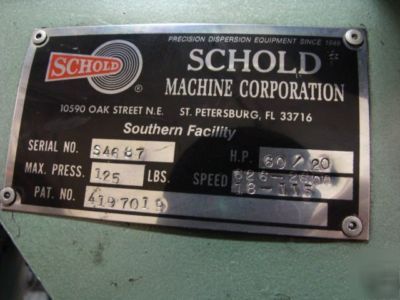 PRECISION DISPERSION EQUIPMENT SINCE 1946
SCHOLD
®
SCHOLD
MACHINE CORPORATION
10590 OAK STREET N.E. ST. PETERSBURG, FL 33716
Southern Facility
SERIAL NO. S4687 H.P. 60/20
MAX. PRESS. 125 LBS. SPEED
18-115
PAT. NO. 4197019